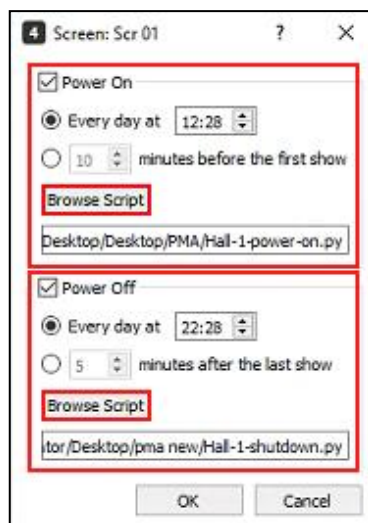 4 Screen: Scr 01 ?
Power On
Every day at 12:28
10 minutes before the first show
Browse Script
Desktop/Desktop/PMA/Hall-1-power-on.py
Power Off
Every day at 22:28
5 minutes after the last show
Browse Script
tor/Desktop/pma new/Hall-1-shutdown.py
OK Cancel